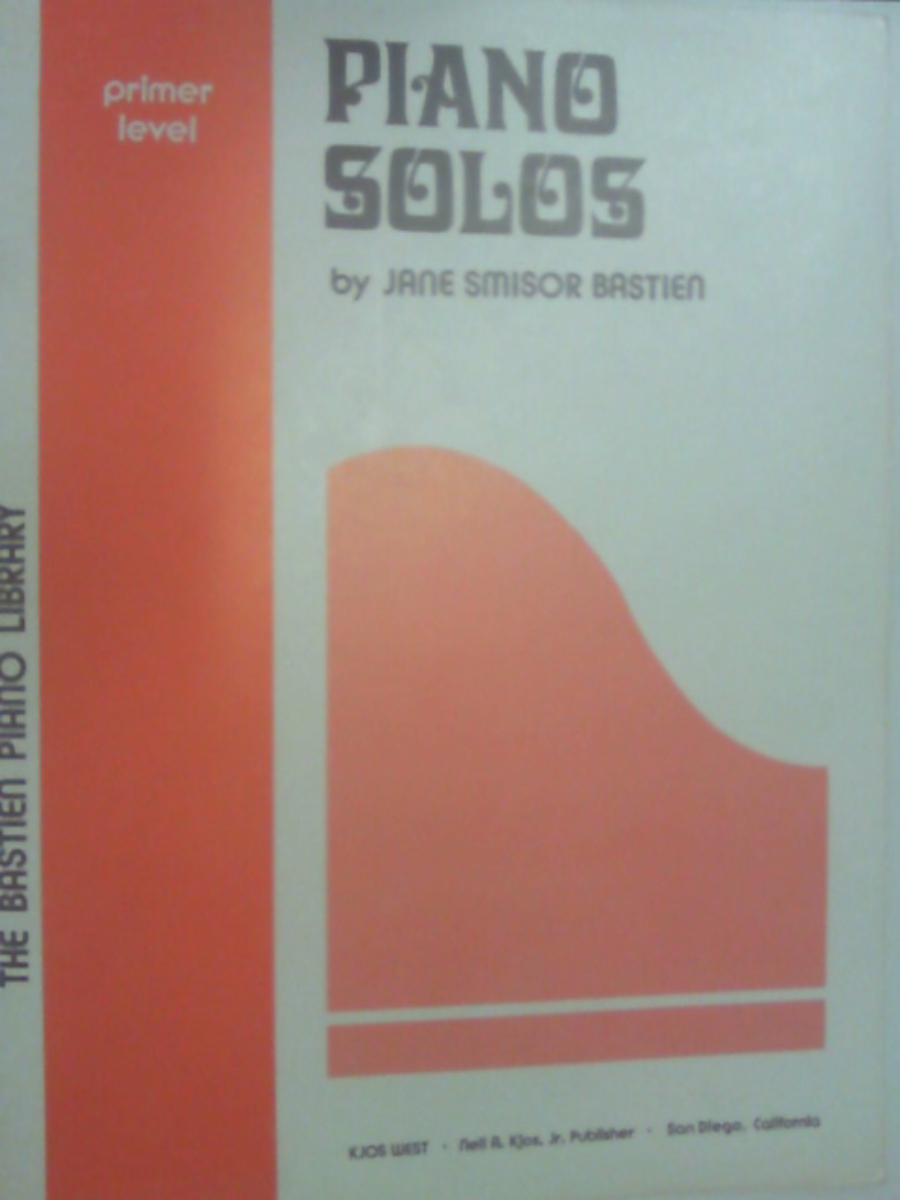 primer
level
PIANO
SOLOS
by JANE SMISOR BASTIEN
THE BASTIEN PIANO LIBRARY
KJOS WEST · Neil A. Kjos, Jr. Publisher · San Diego, California